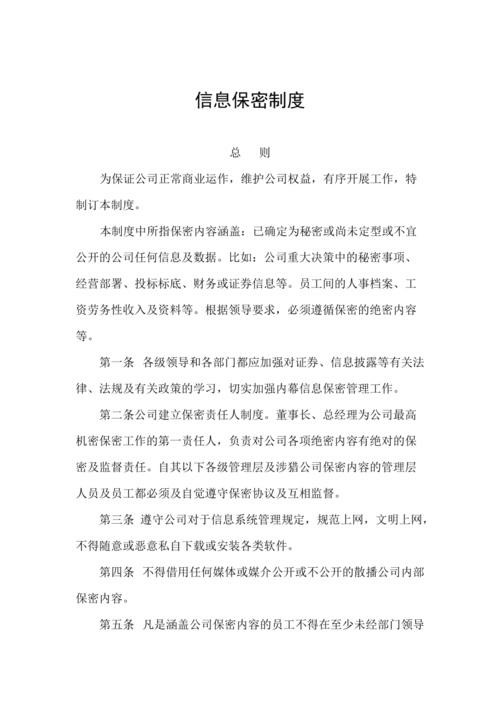 信息保密制度
总 则
为保证公司正常商业运作，维护公司权益，有序开展工作，特
制订本制度。
本制度中所指保密内容涵盖：已确定为秘密或尚未定型或不宜
公开的公司任何信息及数据。比如：公司重大决策中的秘密事项、
经营部署、投标标底、财务或证券信息等。员工间的人事档案、工
资劳务性收入及资料等。根据领导要求，必须遵循保密的绝密内容
等。
第一条 各级领导和各部门都应加强对证券、信息披露等有关法
律、法规及有关政策的学习，切实加强内幕信息保密管理工作。
第二条公司建立保密责任人制度。董事长、总经理为公司最高
机密保密工作的第一责任人，负责对公司各项绝密内容有绝对的保
密及监督责任。自其以下各级管理层及涉猎公司保密内容的管理层
人员及员工都必须及自觉遵守保密协议及互相监督。
第三条 遵守公司对于信息系统管理规定，规范上网，文明上网，
不得随意或恶意私自下载或安装各类软件。
第四条 不得借用任何媒体或媒介公开或不公开的散播公司内部
保密内容。
第五条 凡是涵盖公司保密内容的员工不得在至少未经部门领导